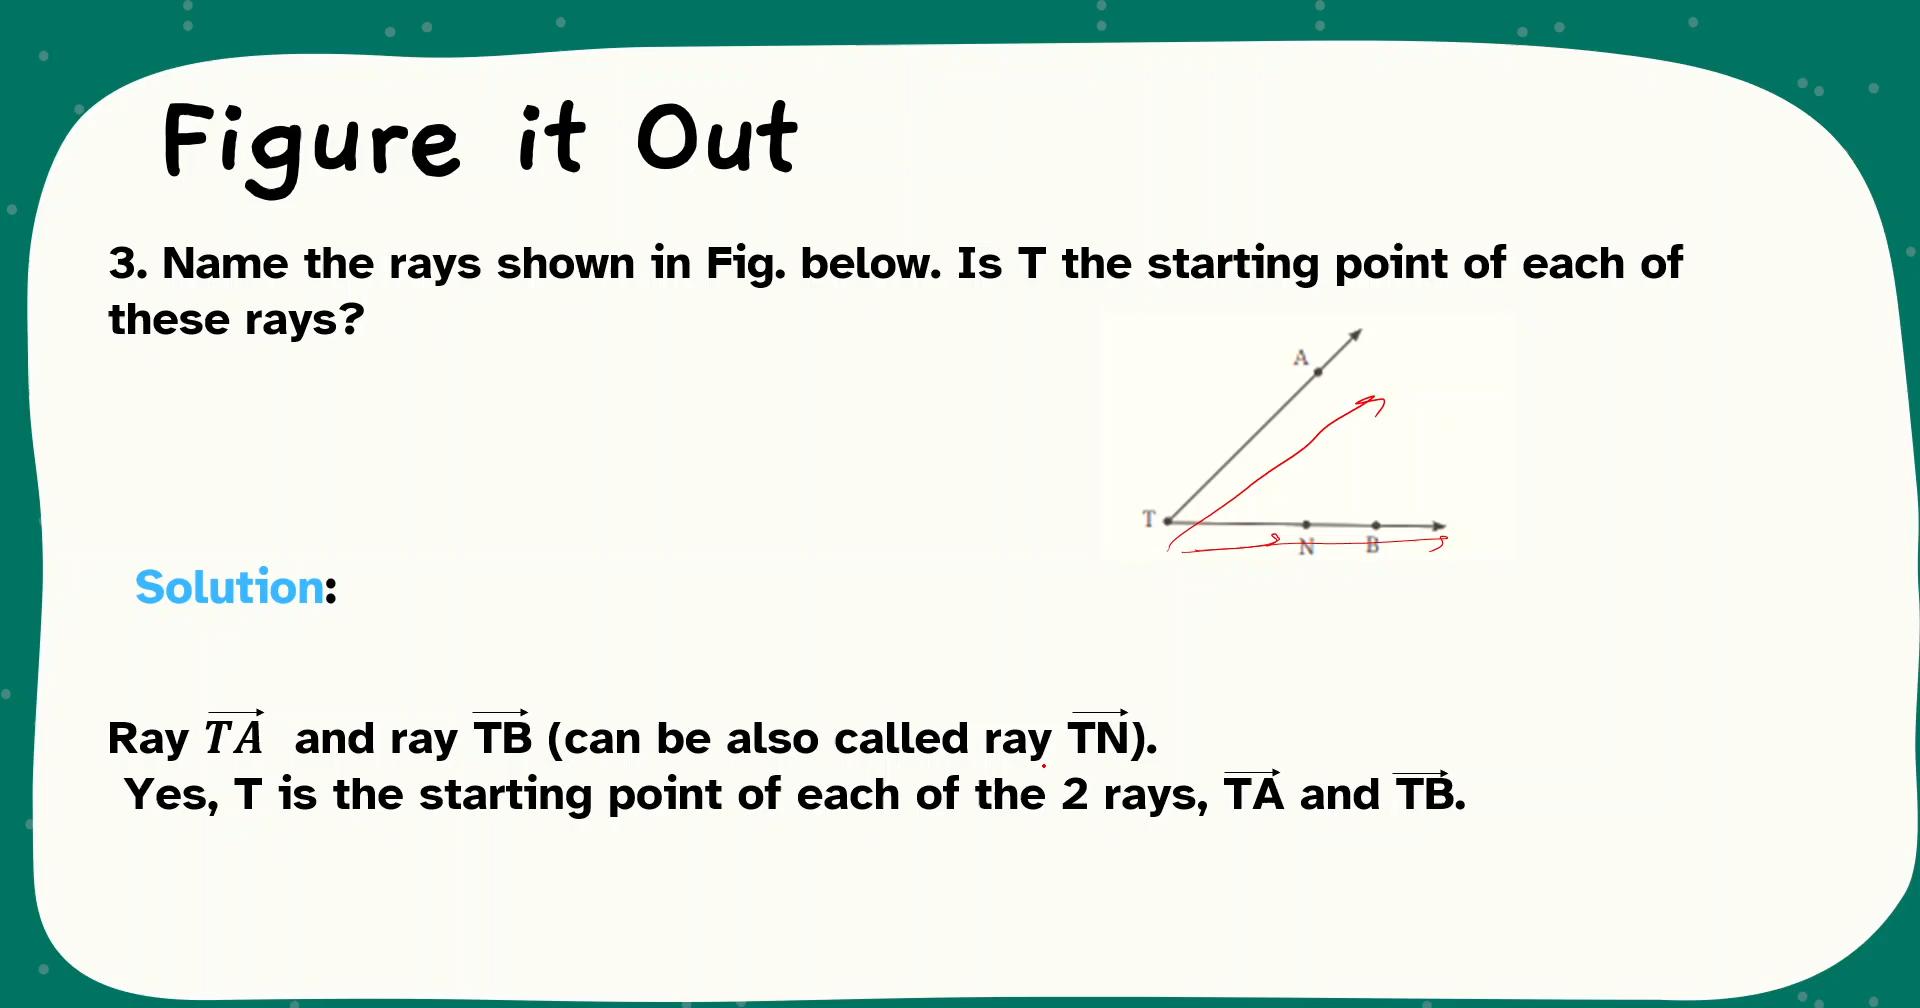 Figure it Out
3. Name the rays shown in Fig. below. Is T the starting point of each of
these rays?
A
T
N
B
Solution:
Ray TA and ray TB (can be also called ray TN).
Yes, T is the starting point of each of the 2 rays, TA and TB.